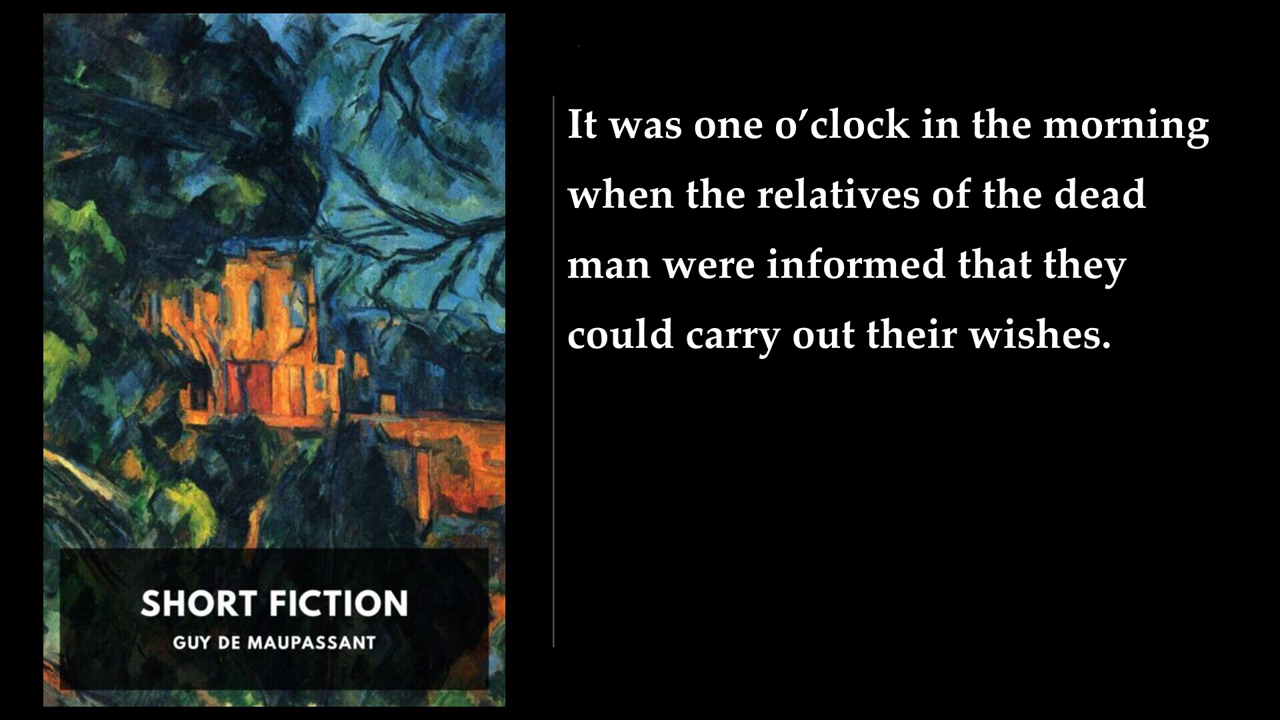 SHORT FICTION
GUY DE MAUPASSANT
It was one o’clock in the morning
when the relatives of the dead
man were informed that they
could carry out their wishes.